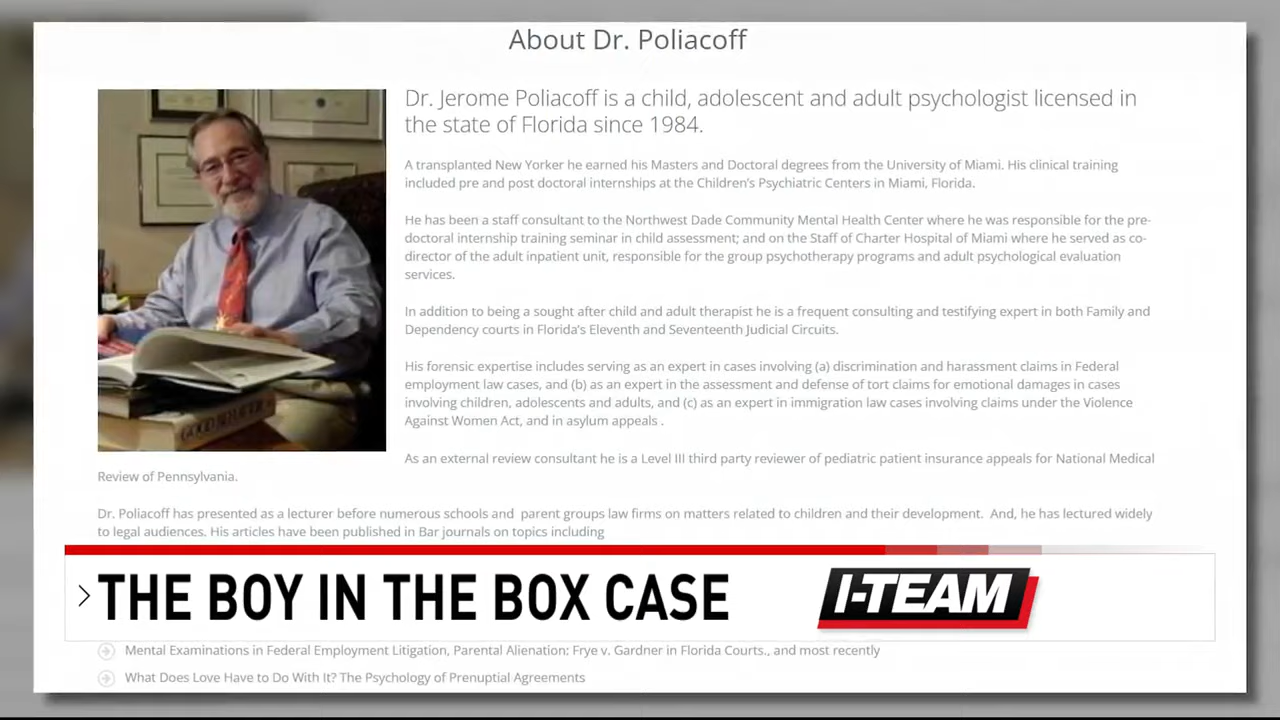 About Dr. Poliacoff
Dr. Jerome Poliacoff is a child, adolescent and adult psychologist licensed in
the state of Florida since 1984.
A transplanted New Yorker he earned his Masters and Doctoral degrees from the University of Miami. His clinical training
included pre and post doctoral internships at the Children's Psychiatric Centers in Miami, Florida.
He has been a staff consultant to the Northwest Dade Community Mental Health Center where he was responsible for the pre-
doctoral internship training seminar in child assessment; and on the Staff of Charter Hospital of Miami where he served as co-
director of the adult inpatient unit, responsible for the group psychotherapy programs and adult psychological evaluation
services.
In addition to being a sought after child and adult therapist he is a frequent consulting and testifying expert in both Family and
Dependency courts in Florida's Eleventh and Seventeenth Judicial Circuits.
His forensic expertise includes serving as an expert in cases involving (a) discrimination and harassment claims in Federal
employment law cases, and (b) as an expert in the assessment and defense of tort claims for emotional damages in cases
involving children, adolescents and adults, and (c) as an expert in immigration law cases involving claims under the Violence
Against Women Act, and in asylum appeals .
As an external review consultant he is a Level III third party reviewer of pediatric patient insurance appeals for National Medical
Review of Pennsylvania.
Dr. Poliacoff has presented as a lecturer before numerous schools and  parent groups law firms on matters related to children and their development.  And, he has lectured widely
to legal audiences. His articles have been published in Bar journals on topics including
THE BOY IN THE BOX CASE
I-TEAM
Mental Examinations in Federal Employment Litigation, Parental Alienation: Frye v. Gardner in Florida Courts., and most recently
What Does Love Have to Do With It? The Psychology of Prenuptial Agreements